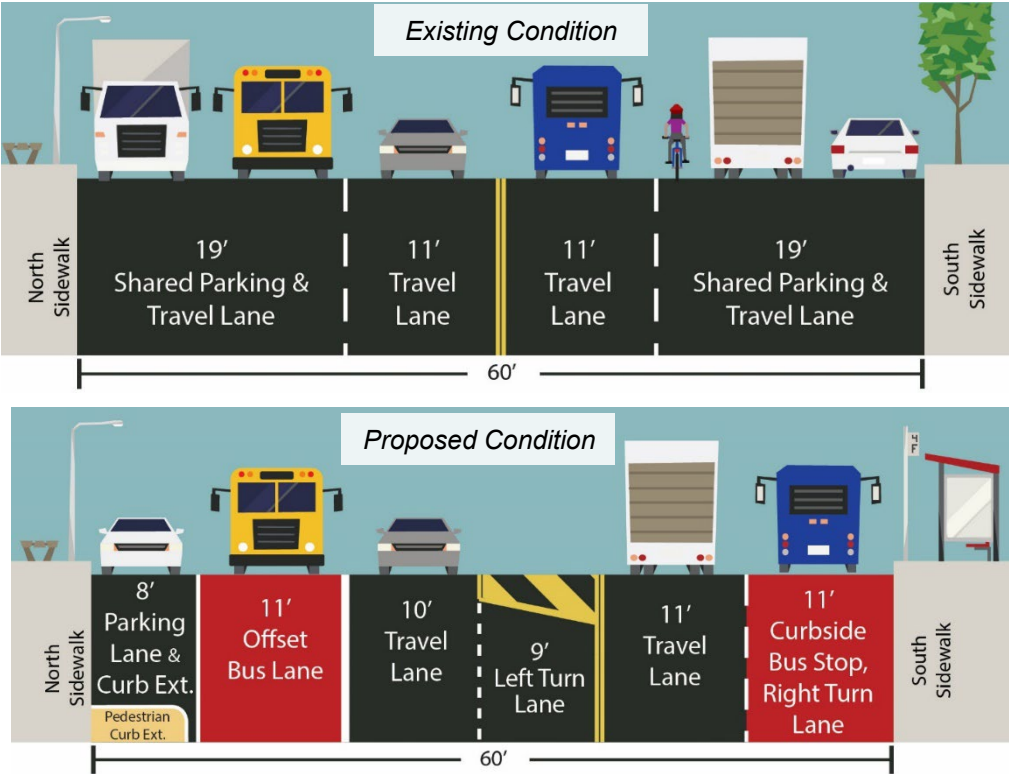 Existing Condition
North
Sidewalk
19’
Shared Parking &
Travel Lane
11’
Travel
Lane
11’
Travel
Lane
19’
Shared Parking &
Travel Lane
South
Sidewalk
60’
Proposed Condition
4
F
North
Sidewalk
8’
Parking
Lane &
Curb Ext.
Pedestrian
Curb Ext.
11’
Offset
Bus Lane
10’
Travel
Lane
9’
Left Turn
Lane
11’
Travel
Lane
11’
Curbside
Bus Stop,
Right Turn
Lane
South
Sidewalk
60’